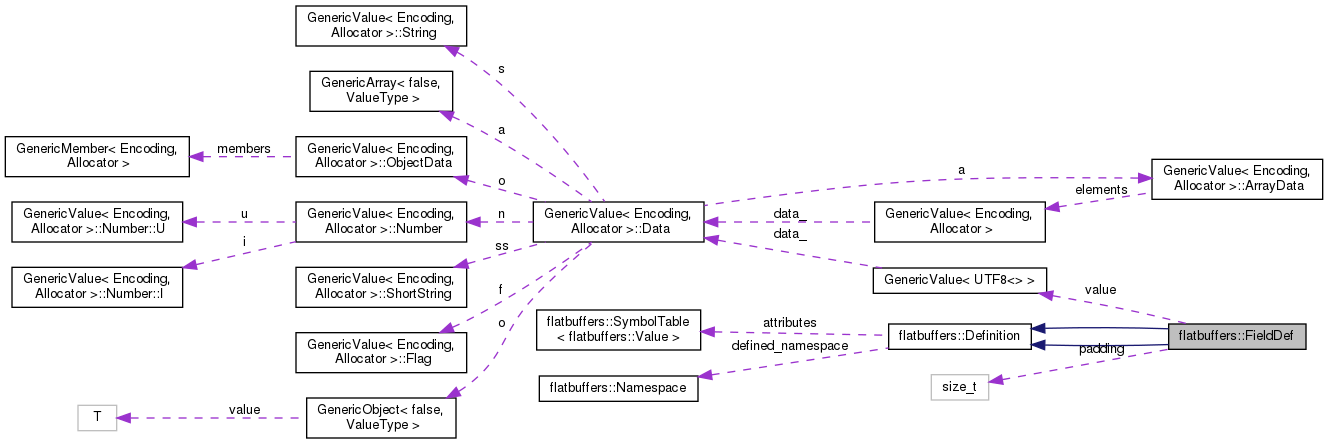 GenericValue< Encoding,
Allocator >::String
s
GenericArray< false,
ValueType >
a
GenericMember< Encoding,
Allocator >
members
GenericValue< Encoding,
Allocator >::ObjectData
o
GenericValue< Encoding,
Allocator >::Number::U
u
GenericValue< Encoding,
Allocator >::Number
n
GenericValue< Encoding,
Allocator >::Data
a
GenericValue< Encoding,
Allocator >::ArrayData
elements
data_
GenericValue< Encoding,
Allocator >
data_
i
GenericValue< Encoding,
Allocator >::Number::I
ss
GenericValue< Encoding,
Allocator >::ShortString
GenericValue< UTF8<> >
value
f
GenericValue< Encoding,
Allocator >::Flag
o
flatbuffers::SymbolTable
< flatbuffers::Value >
attributes
flatbuffers::Definition
flatbuffers::FieldDef
defined_namespace
padding
flatbuffers::Namespace
size_t
T
value
GenericObject< false,
ValueType >